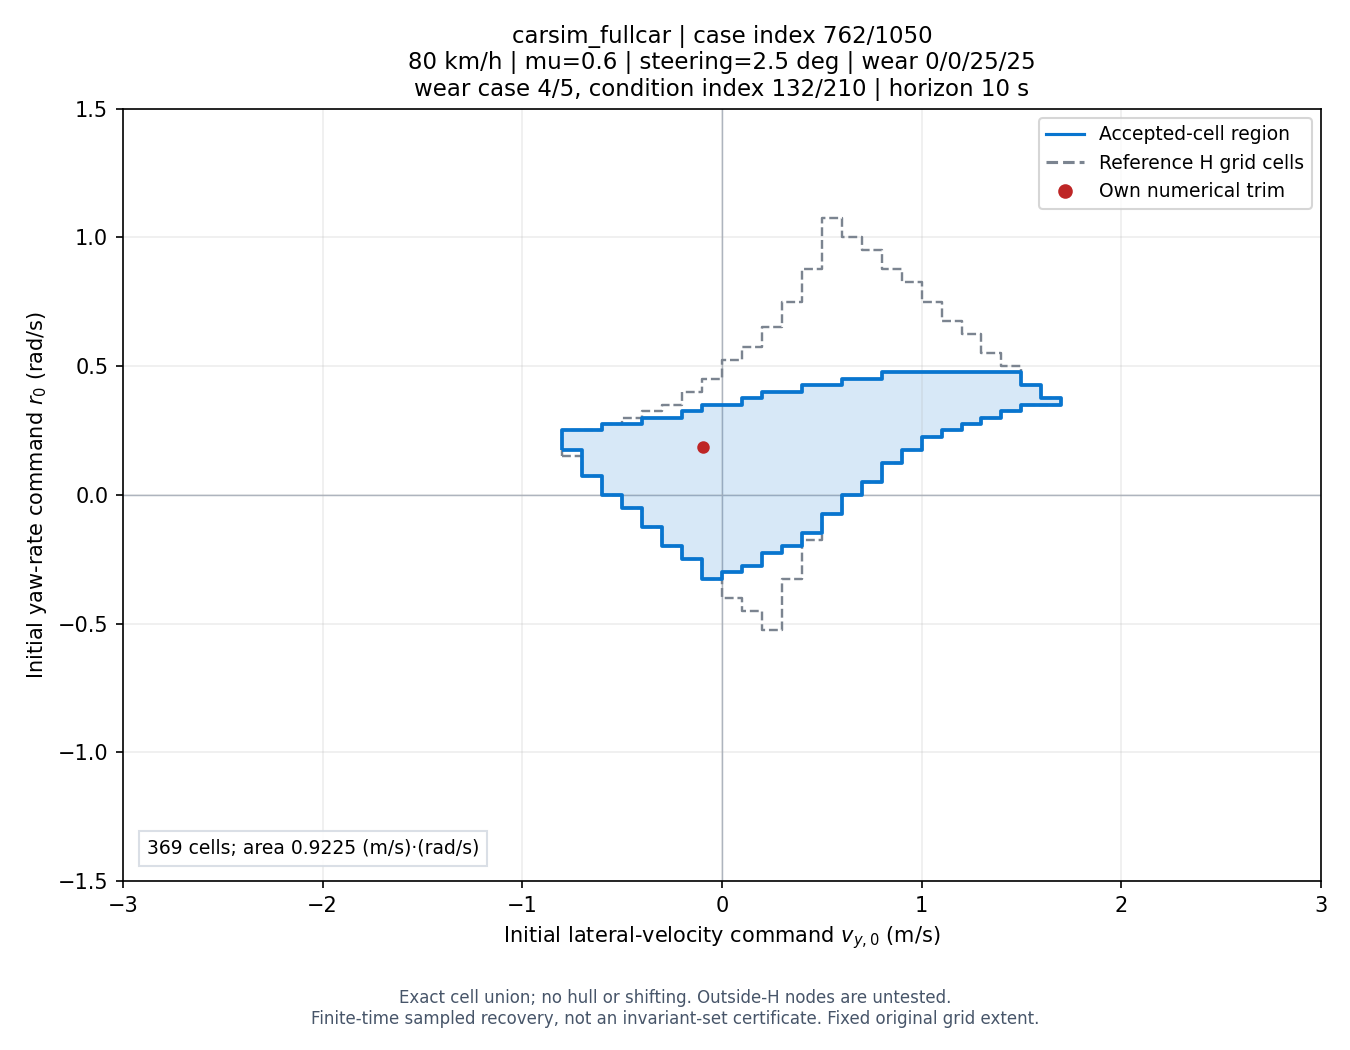 carsim_fullcar | case index 762/1050
80 km/h | mu=0.6 | steering=2.5 deg | wear 0/0/25/25
wear case 4/5, condition index 132/210 | horizon 10 s
Accepted-cell region
Reference H grid cells
Own numerical trim
1.5
1.0
0.5
0.0
−0.5
−1.0
−1.5
Initial yaw-rate command r0 (rad/s)
369 cells; area 0.9225 (m/s)·(rad/s)
−3
−2
−1
0
1
2
3
Initial lateral-velocity command vy,0 (m/s)
Exact cell union; no hull or shifting. Outside-H nodes are untested.
Finite-time sampled recovery, not an invariant-set certificate. Fixed original grid extent.